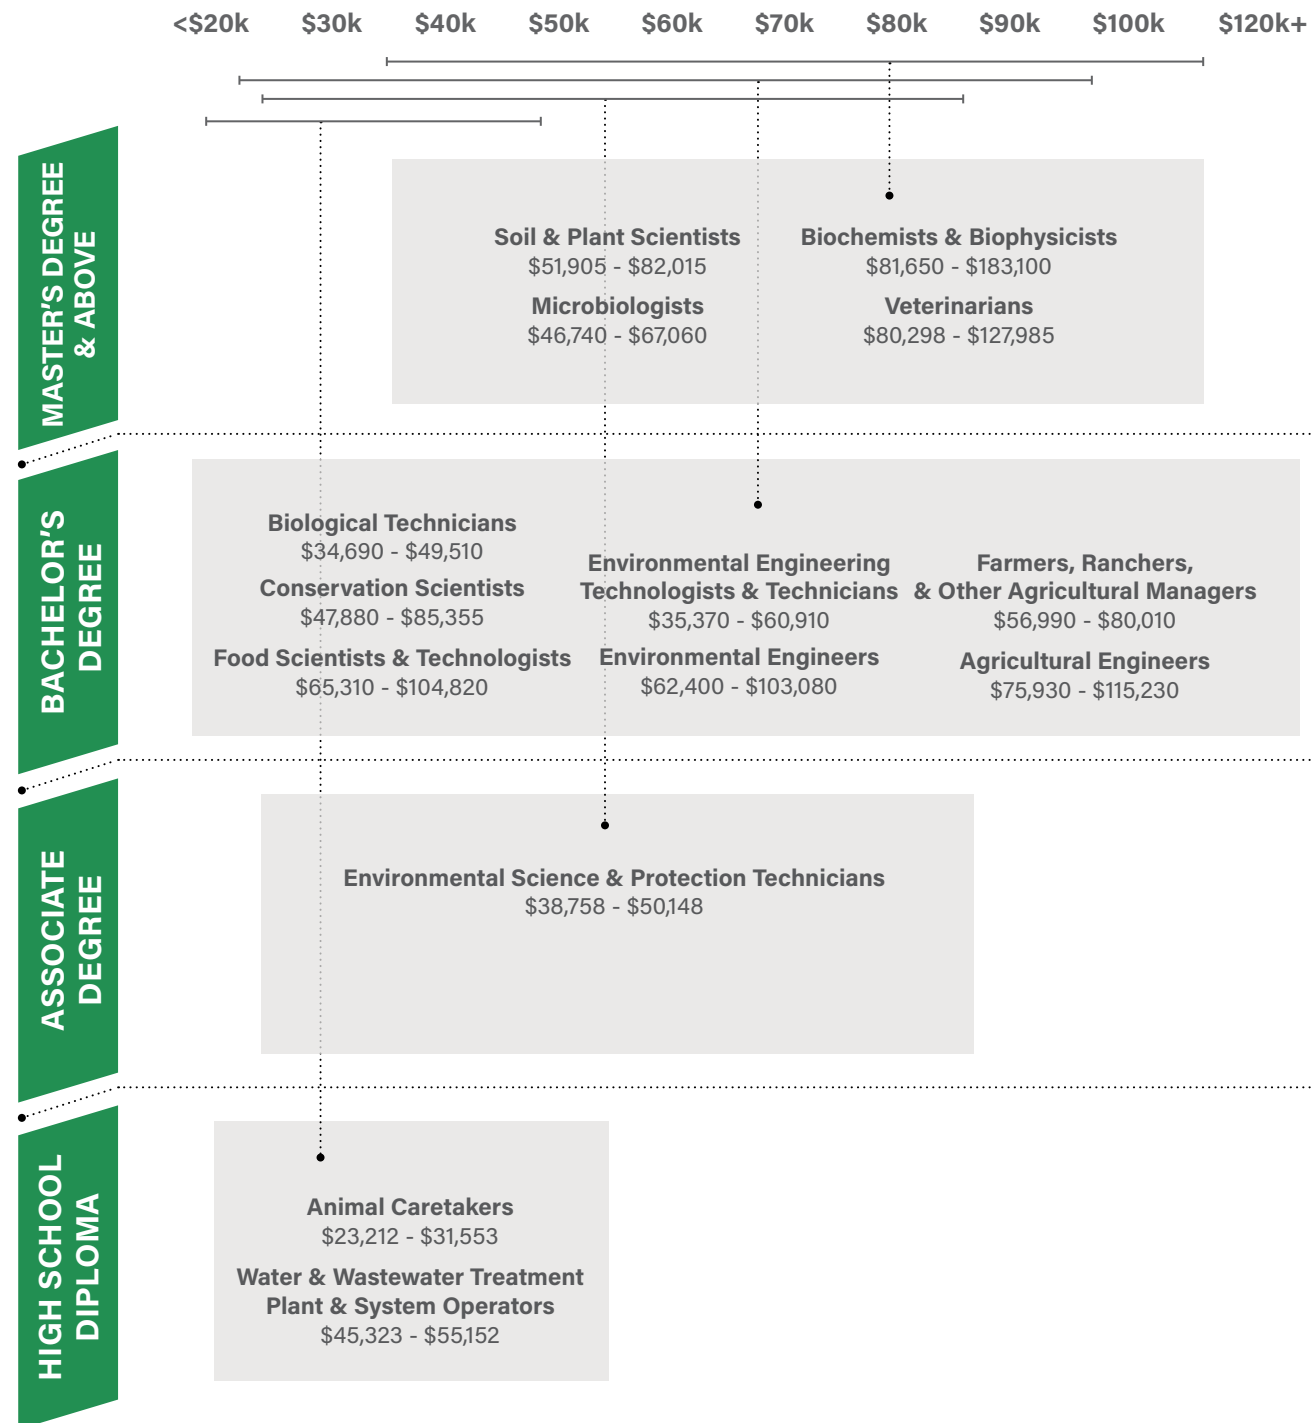 <$20k $30k $40k $50k $60k $70k $80k $90k $100k $120k+
MASTER'S DEGREE
& ABOVE
Soil & Plant Scientists
$51,905 - $82,015
Microbiologists
$46,740 - $67,060
Biochemists & Biophysicists
$81,650 - $183,100
Veterinarians
$80,298 - $127,985
BACHELOR'S
DEGREE
Biological Technicians
$34,690 - $49,510
Conservation Scientists
$47,880 - $85,355
Food Scientists & Technologists
$65,310 - $104,820
Environmental Engineering
Technologists & Technicians
$35,370 - $60,910
Environmental Engineers
$62,400 - $103,080
Farmers, Ranchers,
& Other Agricultural Managers
$56,990 - $80,010
Agricultural Engineers
$75,930 - $115,230
ASSOCIATE
DEGREE
Environmental Science & Protection Technicians
$38,758 - $50,148
HIGH SCHOOL
DIPLOMA
Animal Caretakers
$23,212 - $31,553
Water & Wastewater Treatment
Plant & System Operators
$45,323 - $55,152